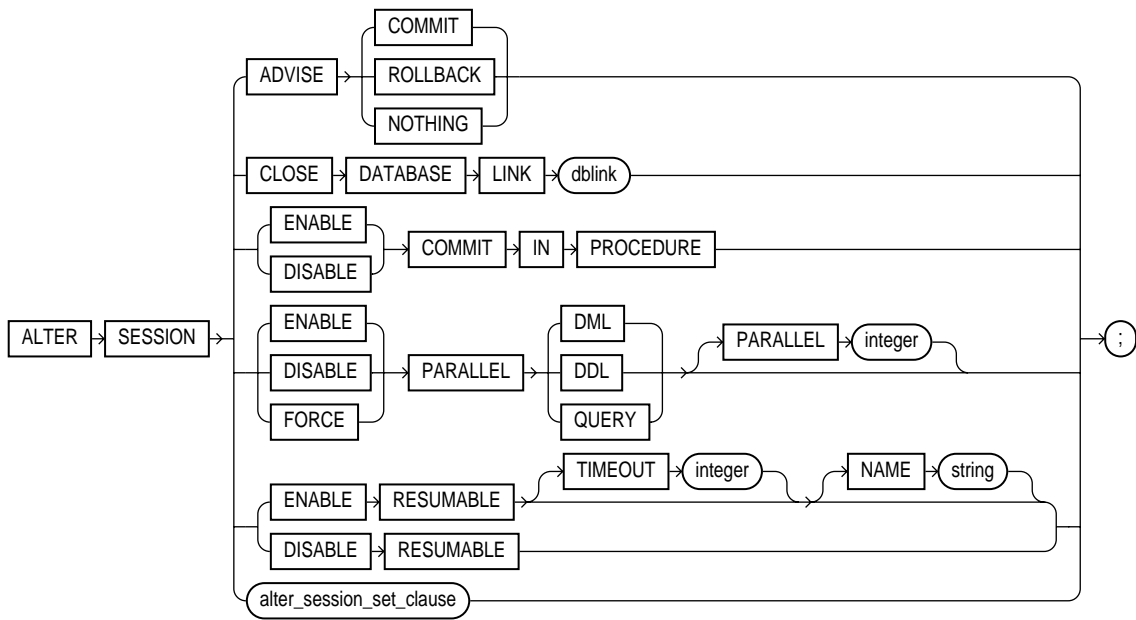 COMMIT
ADVISE ROLLBACK
NOTHING
CLOSE DATABASE LINK dblink
ENABLE
COMMIT IN PROCEDURE
DISABLE
ENABLE DML
ALTER SESSION PARALLEL integer ;
DISABLE PARALLEL DDL
FORCE QUERY
TIMEOUT integer NAME string
ENABLE RESUMABLE
DISABLE RESUMABLE
alter_session_set_clause